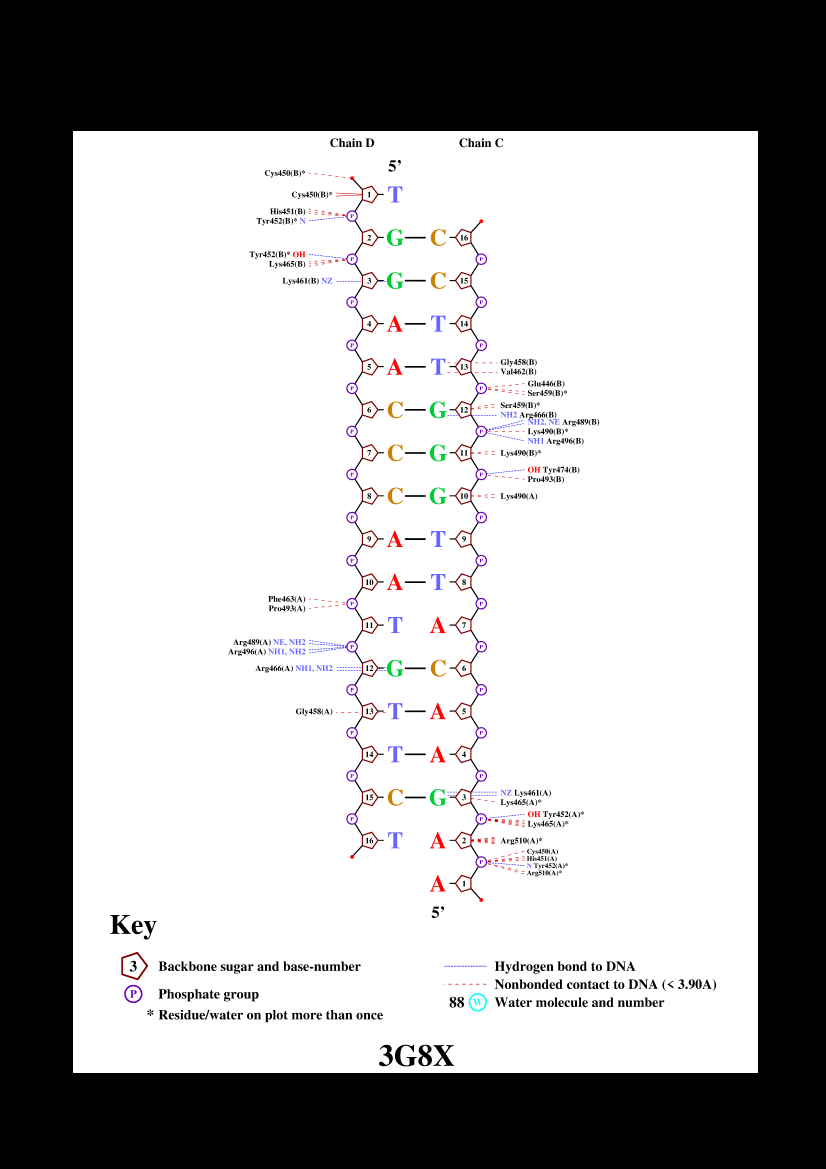 Chain D Chain C
5’
Cys450(B)*
Cys450(B)* 1 T
His451(B)
P
Tyr452(B)* N
2 G C 16
Tyr452(B)* OH
P P
Lys465(B)
Lys461(B) NZ 3 G C 15
P P
4 A T 14
P P
Gly458(B)
5 A T 13
Val462(B)
Glu446(B)
P P
Ser459(B)*
Ser459(B)*
6 C G 12
NH2 Arg466(B)
NH2, NE Arg489(B)
P P Lys490(B)*
NH1 Arg496(B)
7 C G 11 Lys490(B)*
OH Tyr474(B)
P P
Pro493(B)
8 C G 10 Lys490(A)
P P
9 A T 9
P P
10 A T 8
Phe463(A)
P P
Pro493(A)
11 T A 7
Arg489(A) NE, NH2
P P
Arg496(A) NH1, NH2
Arg466(A) NH1, NH2 12 G C 6
P P
Gly458(A) 13 T A 5
P P
14 T A 4
P P
NZ Lys461(A)
15 C G 3
Lys465(A)*
OH Tyr452(A)*
P P
Lys465(A)*
16 T A 2 Arg510(A)*
Cys450(A)
His451(A)
P
N Tyr452(A)*
Arg510(A)*
A 1
5’
Key
3 Backbone sugar and base-number
P Phosphate group
* Residue/water on plot more than once
Hydrogen bond to DNA
Nonbonded contact to DNA (< 3.90A)
88 W Water molecule and number
3G8X